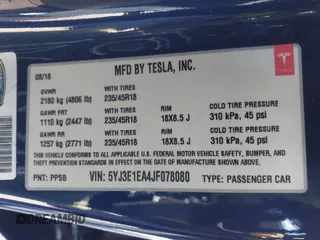 MFD BY TESLA, INC.
08/18
TESLA
GVWR WITH TIRES
2180 kg (4806 lb) 235/45R18
GAWR FRT WITH TIRES RIM COLD TIRE PRESSURE
1110 kg (2447 lb) 235/45R18 18X8.5 J 310 kPa, 45 psi
GAWR RR WITH TIRES RIM COLD TIRE PRESSURE
1257 kg (2771 lb) 235/45R18 18X8.5 J 310 kPa, 45 psi
THIS VEHICLE CONFORMS TO ALL APPLICABLE U.S. FEDERAL MOTOR VEHICLE SAFETY, BUMPER, AND
THEFT PREVENTION STANDARDS IN EFFECT ON THE DATE OF MANUFACTURE SHOWN ABOVE.
PNT: PPSB VIN: 5YJ3E1EA4JF078080 TYPE: PASSENGER CAR
DREAMBID